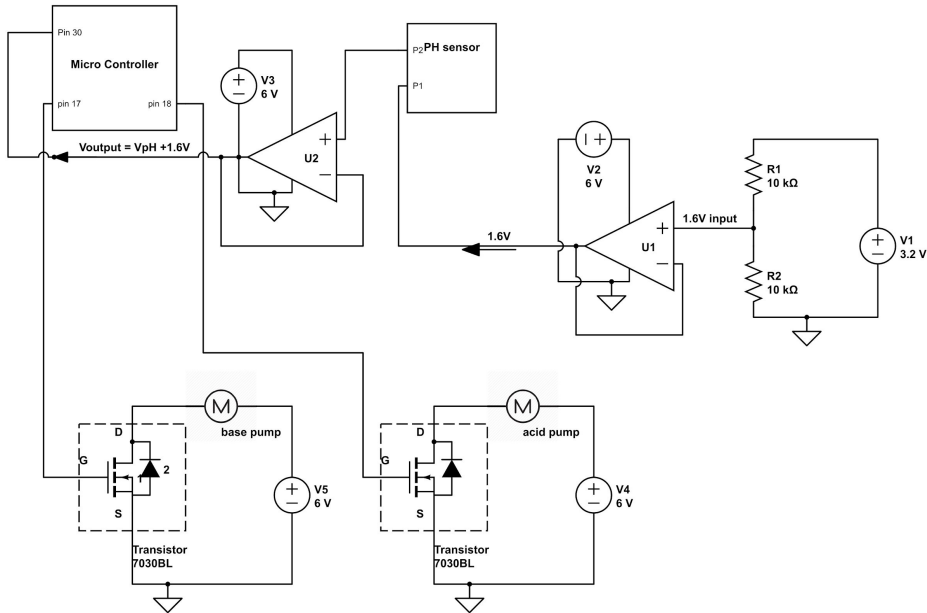 Pin 30
Micro Controller
pin 17
pin 18
P2
PH sensor
P1
V3
6 V
+
−
U2
+
−
Voutput = VpH +1.6V
V2
6 V
U1
+
−
1.6V
1.6V input
R1
10 kΩ
R2
10 kΩ
V1
3.2 V
+
−
M
base pump
D
G
1
2
S
V5
6 V
+
−
Transistor
7030BL
M
acid pump
D
G
S
V4
6 V
+
−
Transistor
7030BL